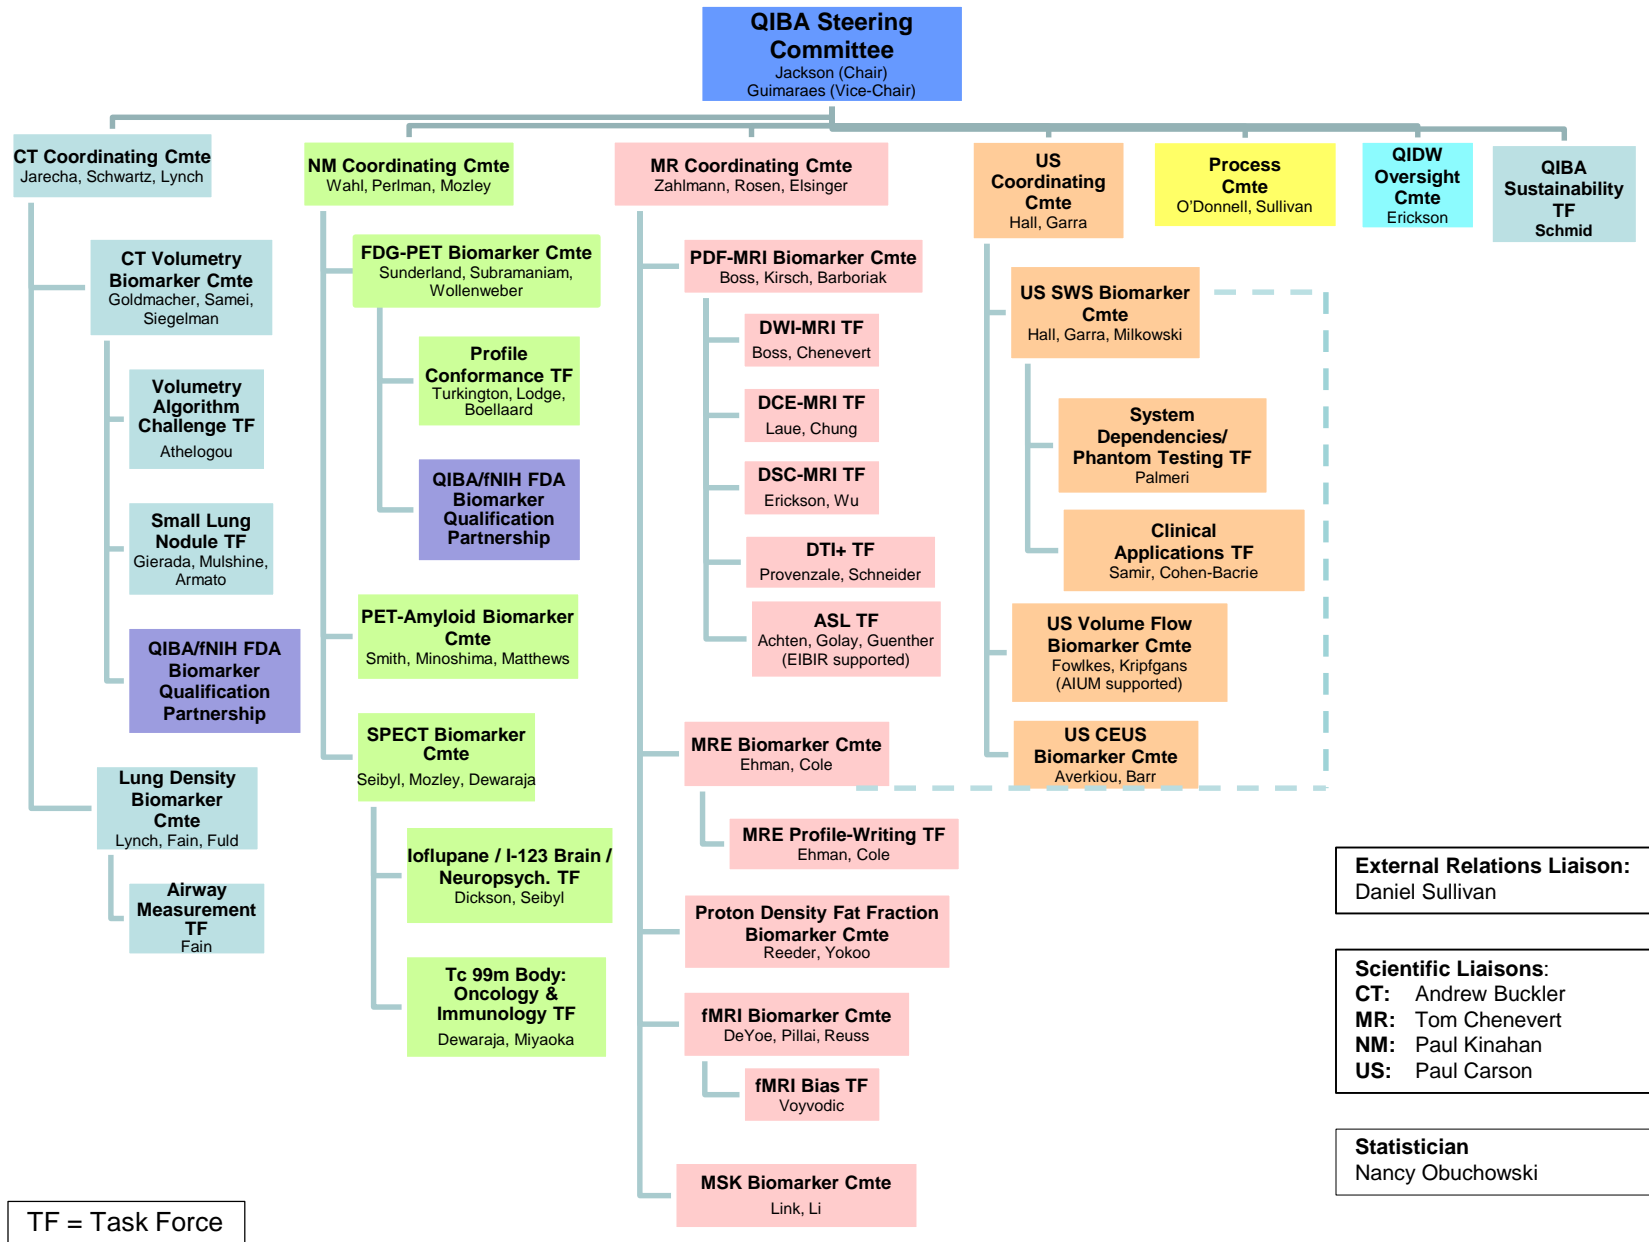 QIBA Steering
Committee
Jackson (Chair)
Guimaraes (Vice-Chair)
CT Coordinating Cmte
Jarecha, Schwartz, Lynch
NM Coordinating Cmte
Wahl, Perlman, Mozley
MR Coordinating Cmte
Zahlmann, Rosen, Elsinger
US
Coordinating
Cmte
Hall, Garra
Process
Cmte
O'Donnell, Sullivan
QIDW
Oversight
Cmte
Erickson
QIBA
Sustainability
TF
Schmid
CT Volumetry
Biomarker Cmte
Goldmacher, Samei,
Siegelman
Volumetry
Algorithm
Challenge TF
Athelogou
Small Lung
Nodule TF
Gierada, Mulshine,
Armato
QIBA/fNIH FDA
Biomarker
Qualification
Partnership
Lung Density
Biomarker
Cmte
Lynch, Fain, Fuld
Airway
Measurement
TF
Fain
FDG-PET Biomarker Cmte
Sunderland, Subramaniam,
Wollenweber
Profile
Conformance TF
Turkington, Lodge,
Boellaard
QIBA/fNIH FDA
Biomarker
Qualification
Partnership
PET-Amyloid Biomarker
Cmte
Smith, Minoshima, Matthews
SPECT Biomarker
Cmte
Seibyl, Mozley, Dewaraja
Ioflupane / I-123 Brain /
Neuropsych. TF
Dickson, Seibyl
Tc 99m Body:
Oncology &
Immunology TF
Dewaraja, Miyaoka
PDF-MRI Biomarker Cmte
Boss, Kirsch, Barboriak
DWI-MRI TF
Boss, Chenevert
DCE-MRI TF
Laue, Chung
DSC-MRI TF
Erickson, Wu
DTI+ TF
Provenzale, Schneider
ASL TF
Achten, Golay, Guenther
(EIBIR supported)
MRE Biomarker Cmte
Ehman, Cole
MRE Profile-Writing TF
Ehman, Cole
Proton Density Fat Fraction
Biomarker Cmte
Reeder, Yokoo
fMRI Biomarker Cmte
DeYoe, Pillai, Reuss
fMRI Bias TF
Voyvodic
MSK Biomarker Cmte
Link, Li
US SWS Biomarker
Cmte
Hall, Garra, Milkowski
System
Dependencies/
Phantom Testing TF
Palmeri
Clinical
Applications TF
Samir, Cohen-Bacrie
US Volume Flow
Biomarker Cmte
Fowlkes, Kripfgans
(AIUM supported)
US CEUS
Biomarker Cmte
Averkiou, Barr
External Relations Liaison:
Daniel Sullivan
Scientific Liaisons:
CT: Andrew Buckler
MR: Tom Chenevert
NM: Paul Kinahan
US: Paul Carson
Statistician
Nancy Obuchowski
TF = Task Force